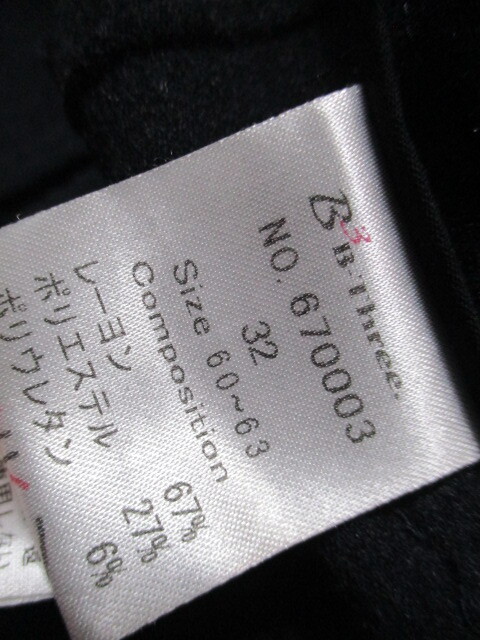 B3 B:Three.
NO. 670003
32
Size 60~63
Composition
レーヨン 67%
ポリエステル 27%
ポリウレタン 6%